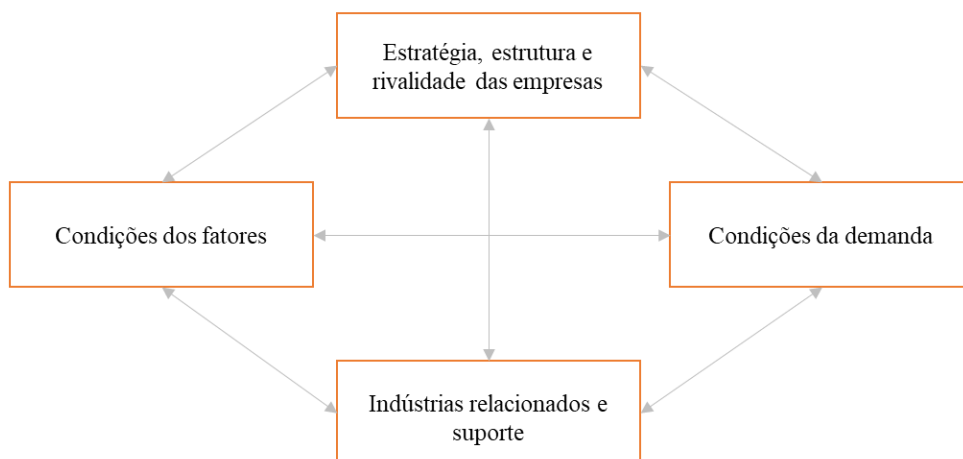 Estratégia, estrutura e
rivalidade das empresas
Condições dos fatores
Condições da demanda
Indústrias relacionados e
suporte